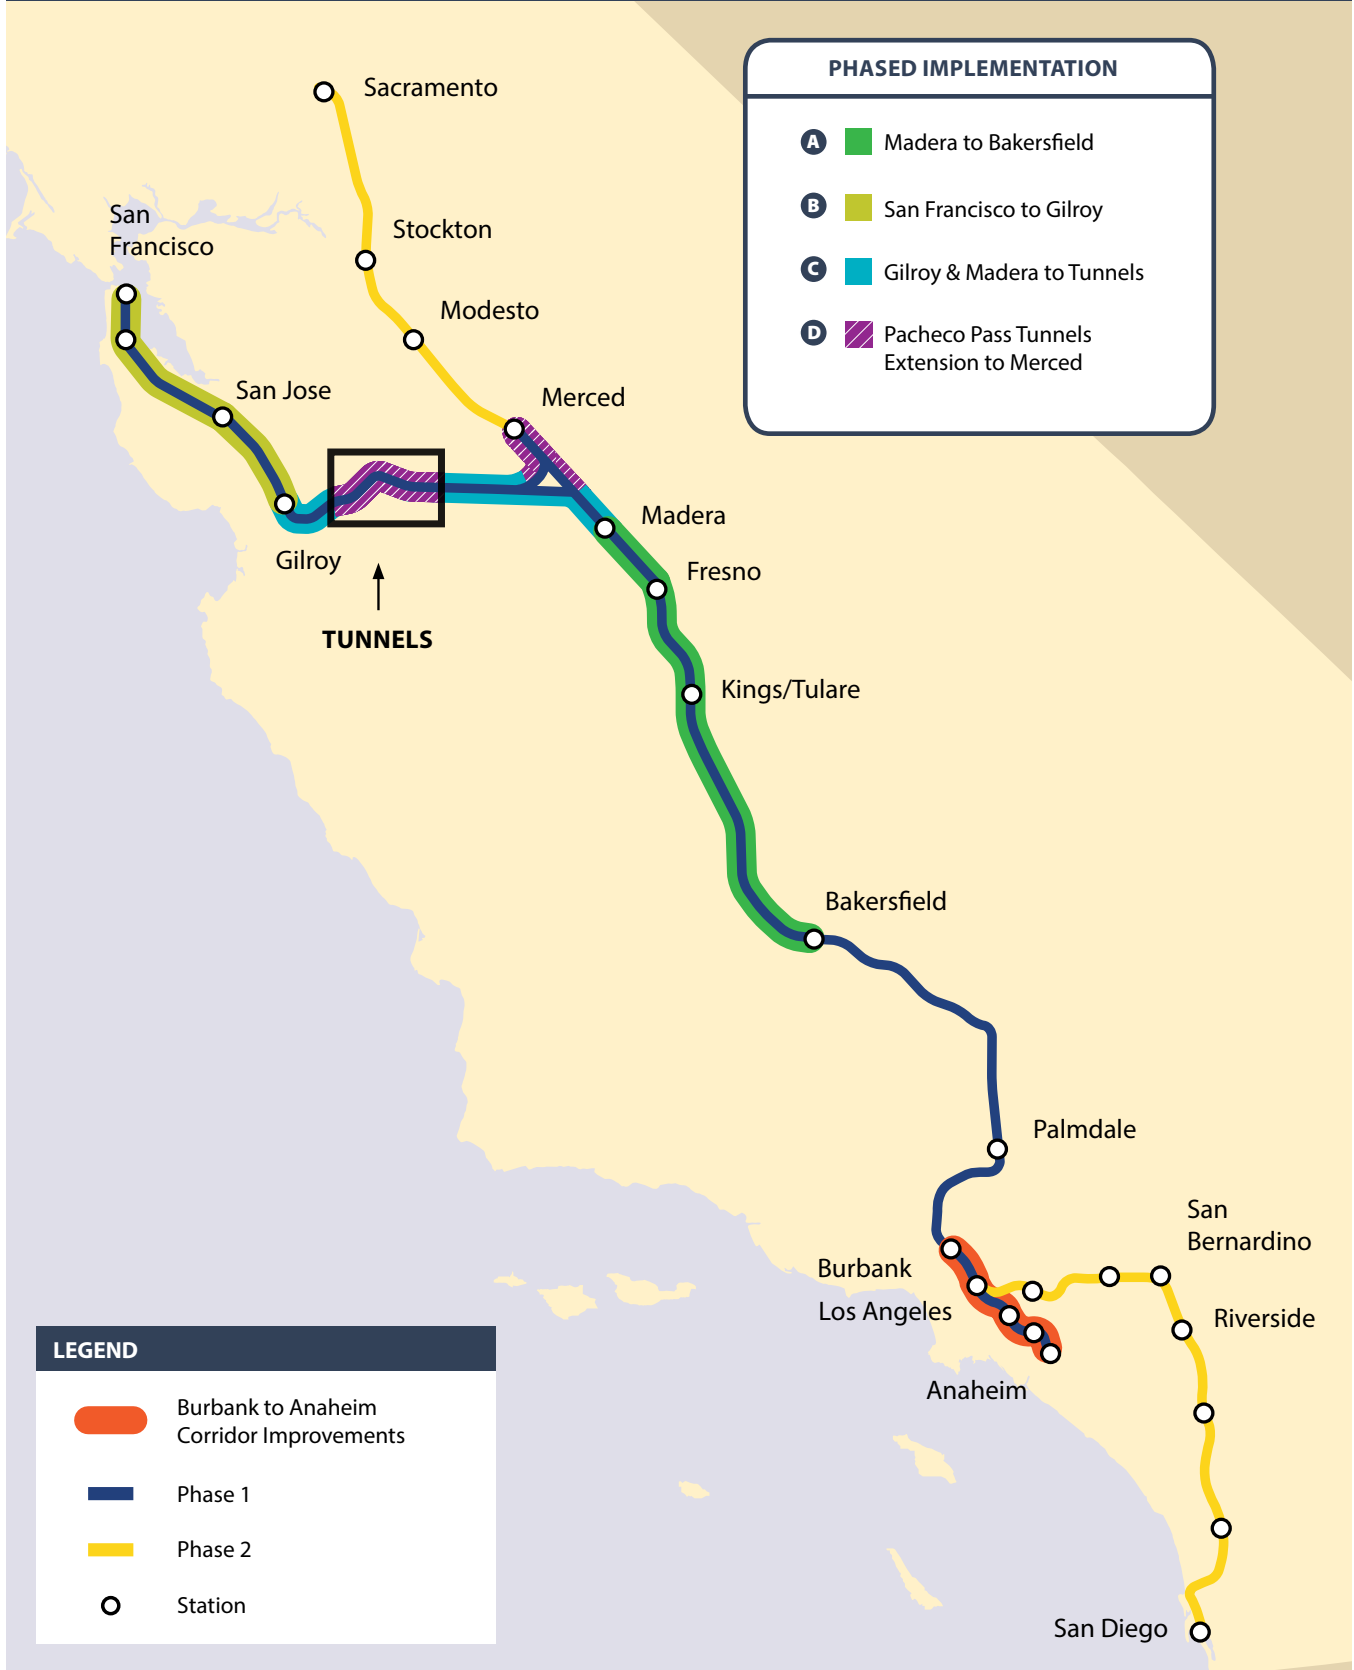 PHASED IMPLEMENTATION
A Madera to Bakersfield
B San Francisco to Gilroy
C Gilroy & Madera to Tunnels
D Pacheco Pass Tunnels
Extension to Merced
Sacramento
San
Francisco
Stockton
Modesto
San Jose
Merced
Madera
Gilroy
Fresno
TUNNELS
Kings/Tulare
Bakersfield
Palmdale
San
Bernardino
Burbank
Los Angeles
Riverside
Anaheim
San Diego
LEGEND
Burbank to Anaheim
Corridor Improvements
Phase 1
Phase 2
Station